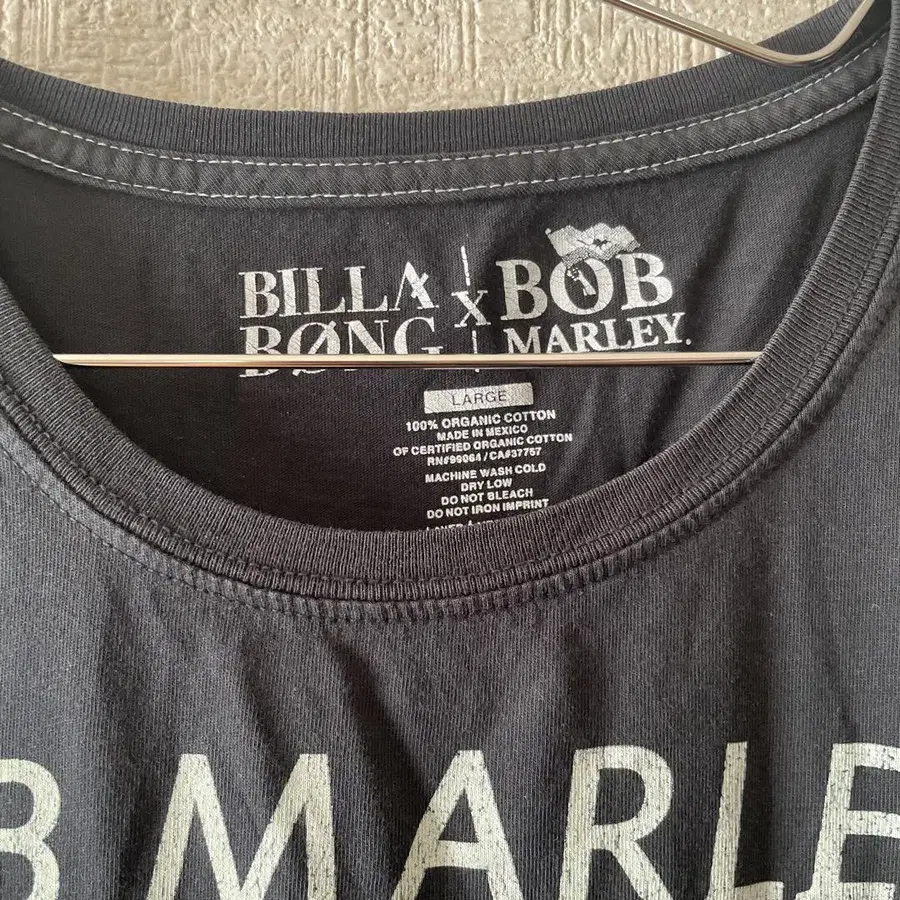 BILLA X BOB
BØNG MARLEY.
LARGE
100% ORGANIC COTTON
MADE IN MEXICO
OF CERTIFIED ORGANIC COTTON
RN#99064 / CA#37757
MACHINE WASH COLD
DRY LOW
DO NOT BLEACH
DO NOT IRON IMPRINT
B MARLE